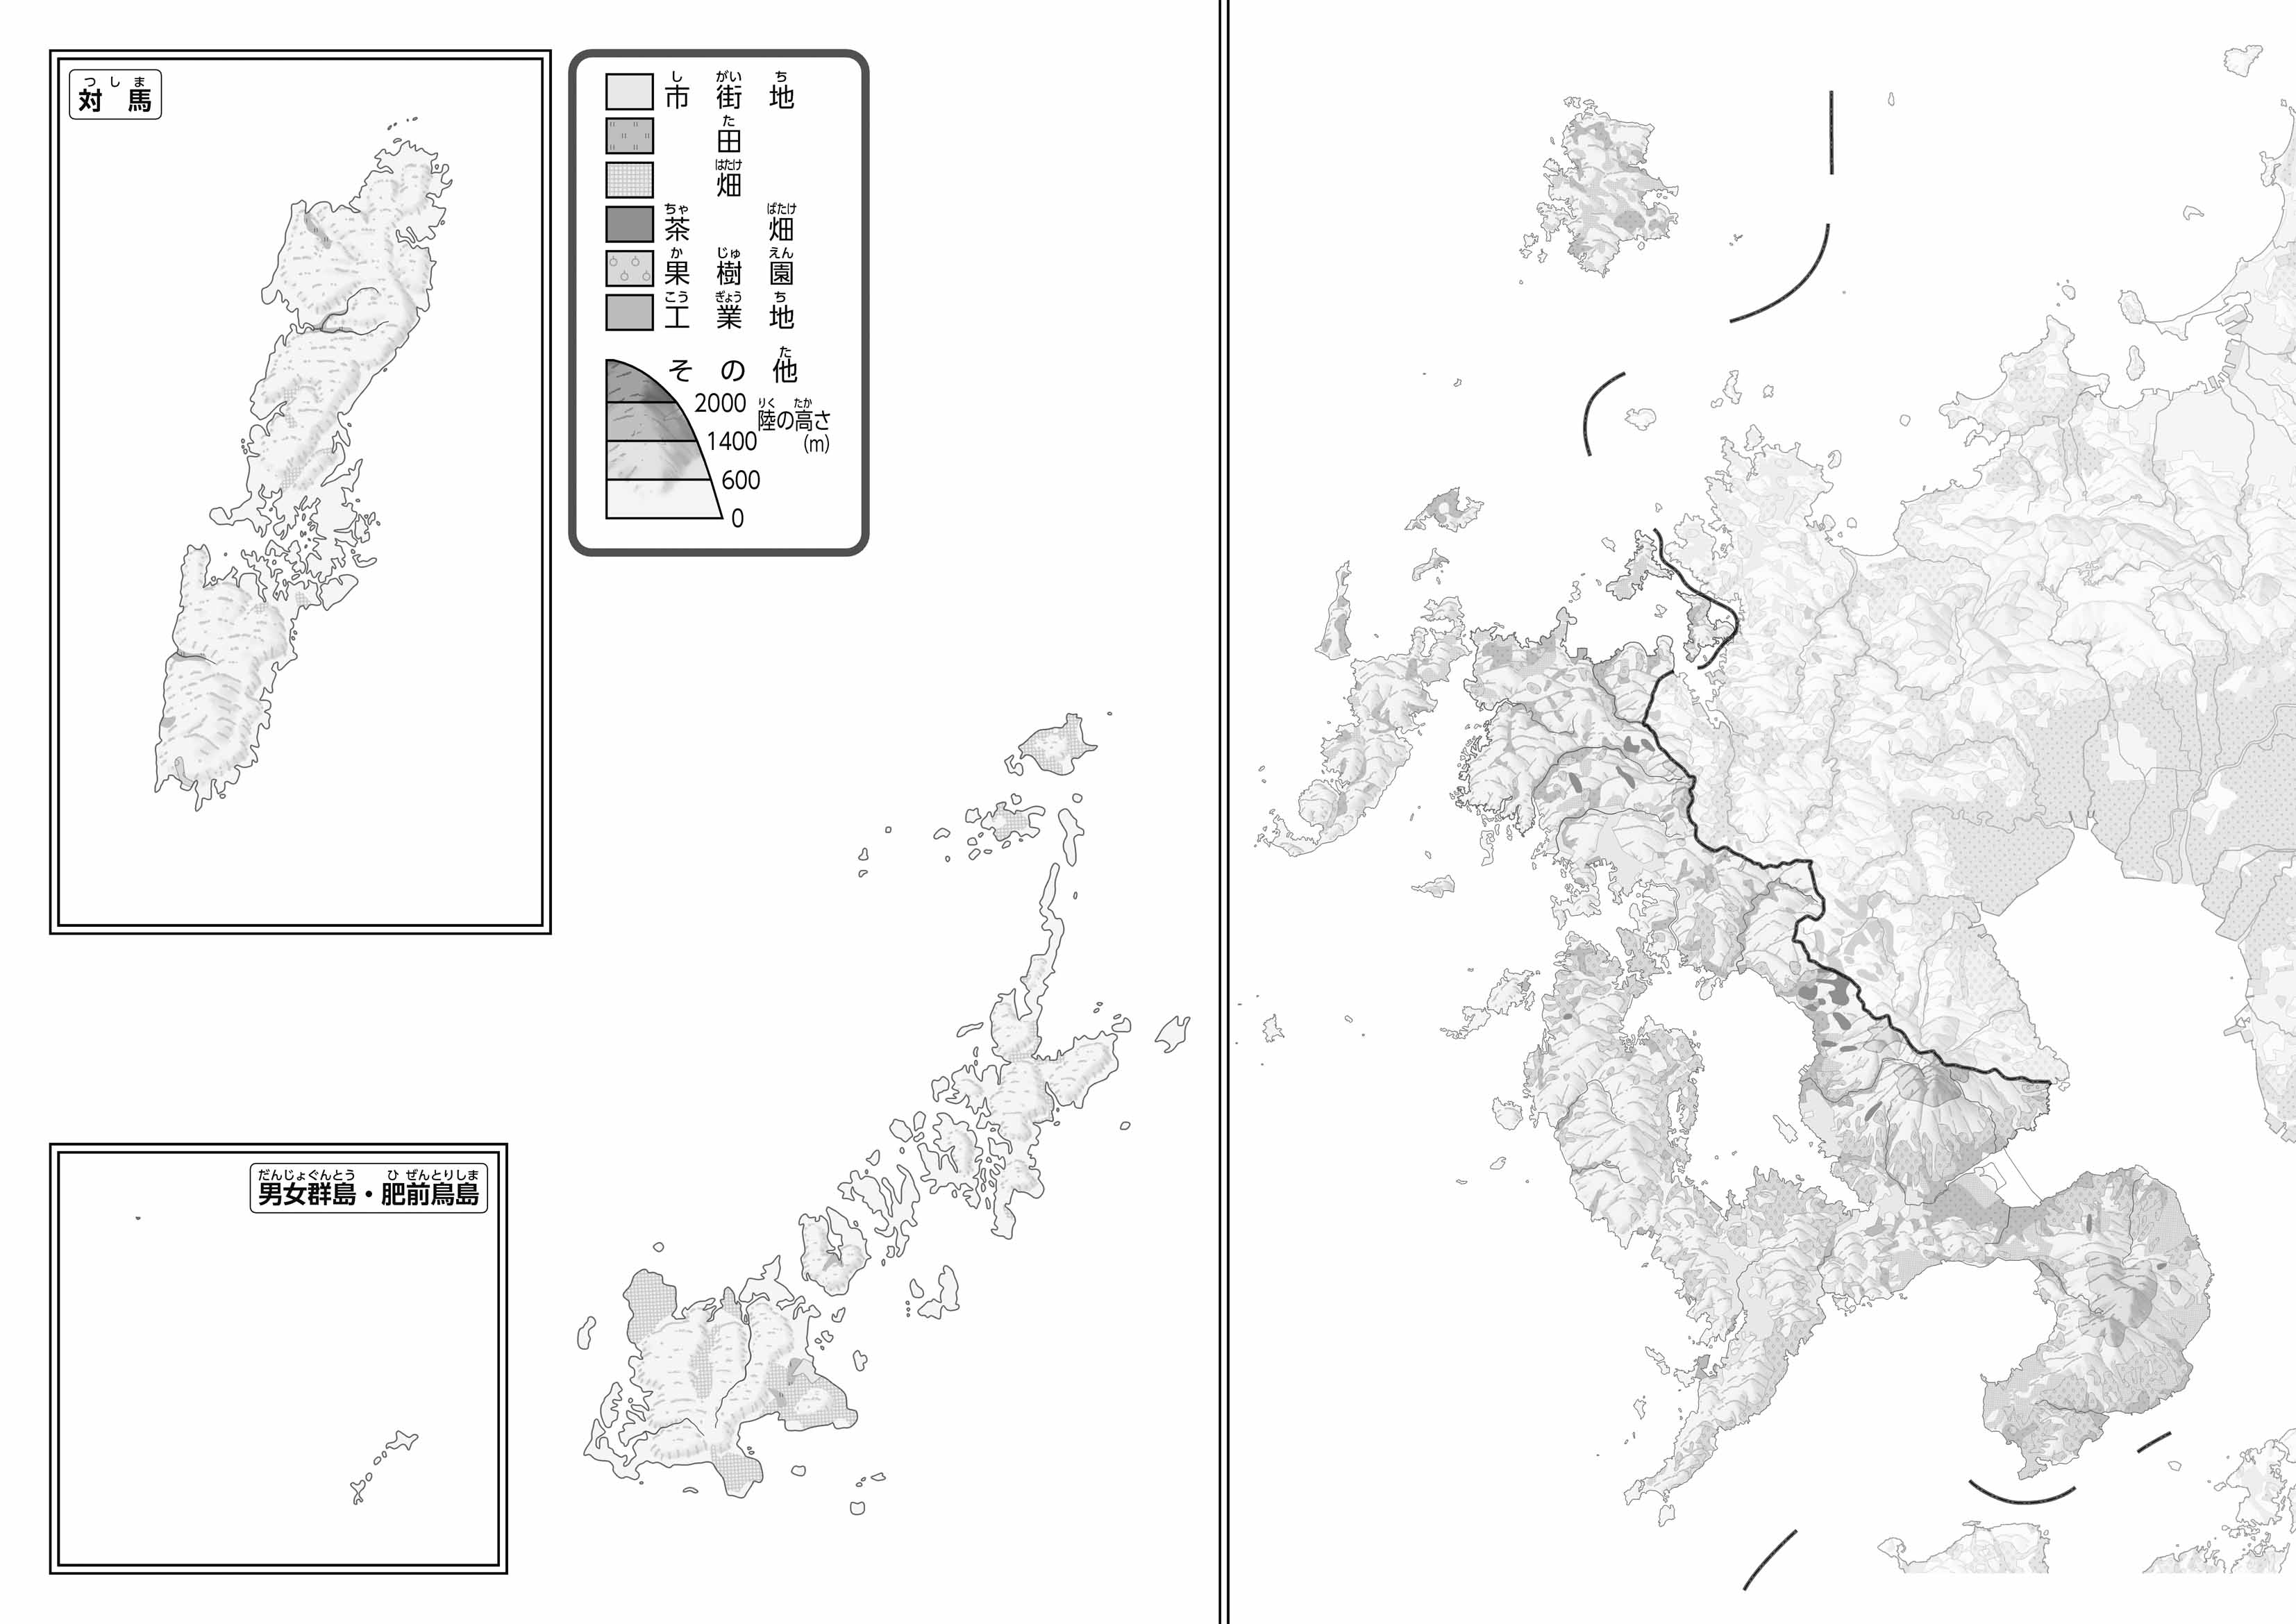 つしま
対馬
しがいち
市街地
た
田
はたけ
畑
ちゃばたけ
茶畑
かじゅえん
果樹園
こうぎょうち
工業地
た
その他
2000
りく たか
陸の高さ
1400
(m)
600
0
だんじょぐんとう ひぜんとりしま
男女群島・肥前鳥島